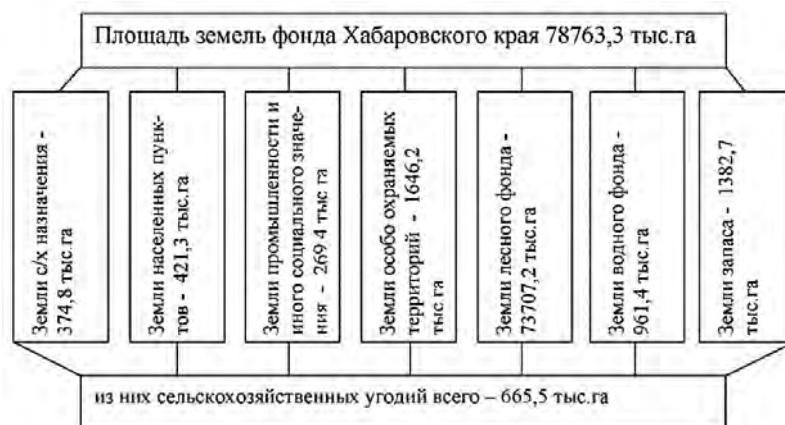 Площадь земель фонда Хабаровского края 78763,3 тыс.га
Земли с/х назначения -
374,8 тыс.га
Земли населенных пунк-
тов - 421,3 тыс.га
Земли промышленности и
иного социального значе-
ния - 269,4 тыс га
Земли особо охраняемых
территорий - 1646,2
тыс.га
Земли лесного фонда -
73707,2 тыс.га
Земли водного фонда -
961,4 тыс.га
Земли запаса - 1382,7
тыс.га
из них сельскохозяйственных угодий всего – 665,5 тыс.га